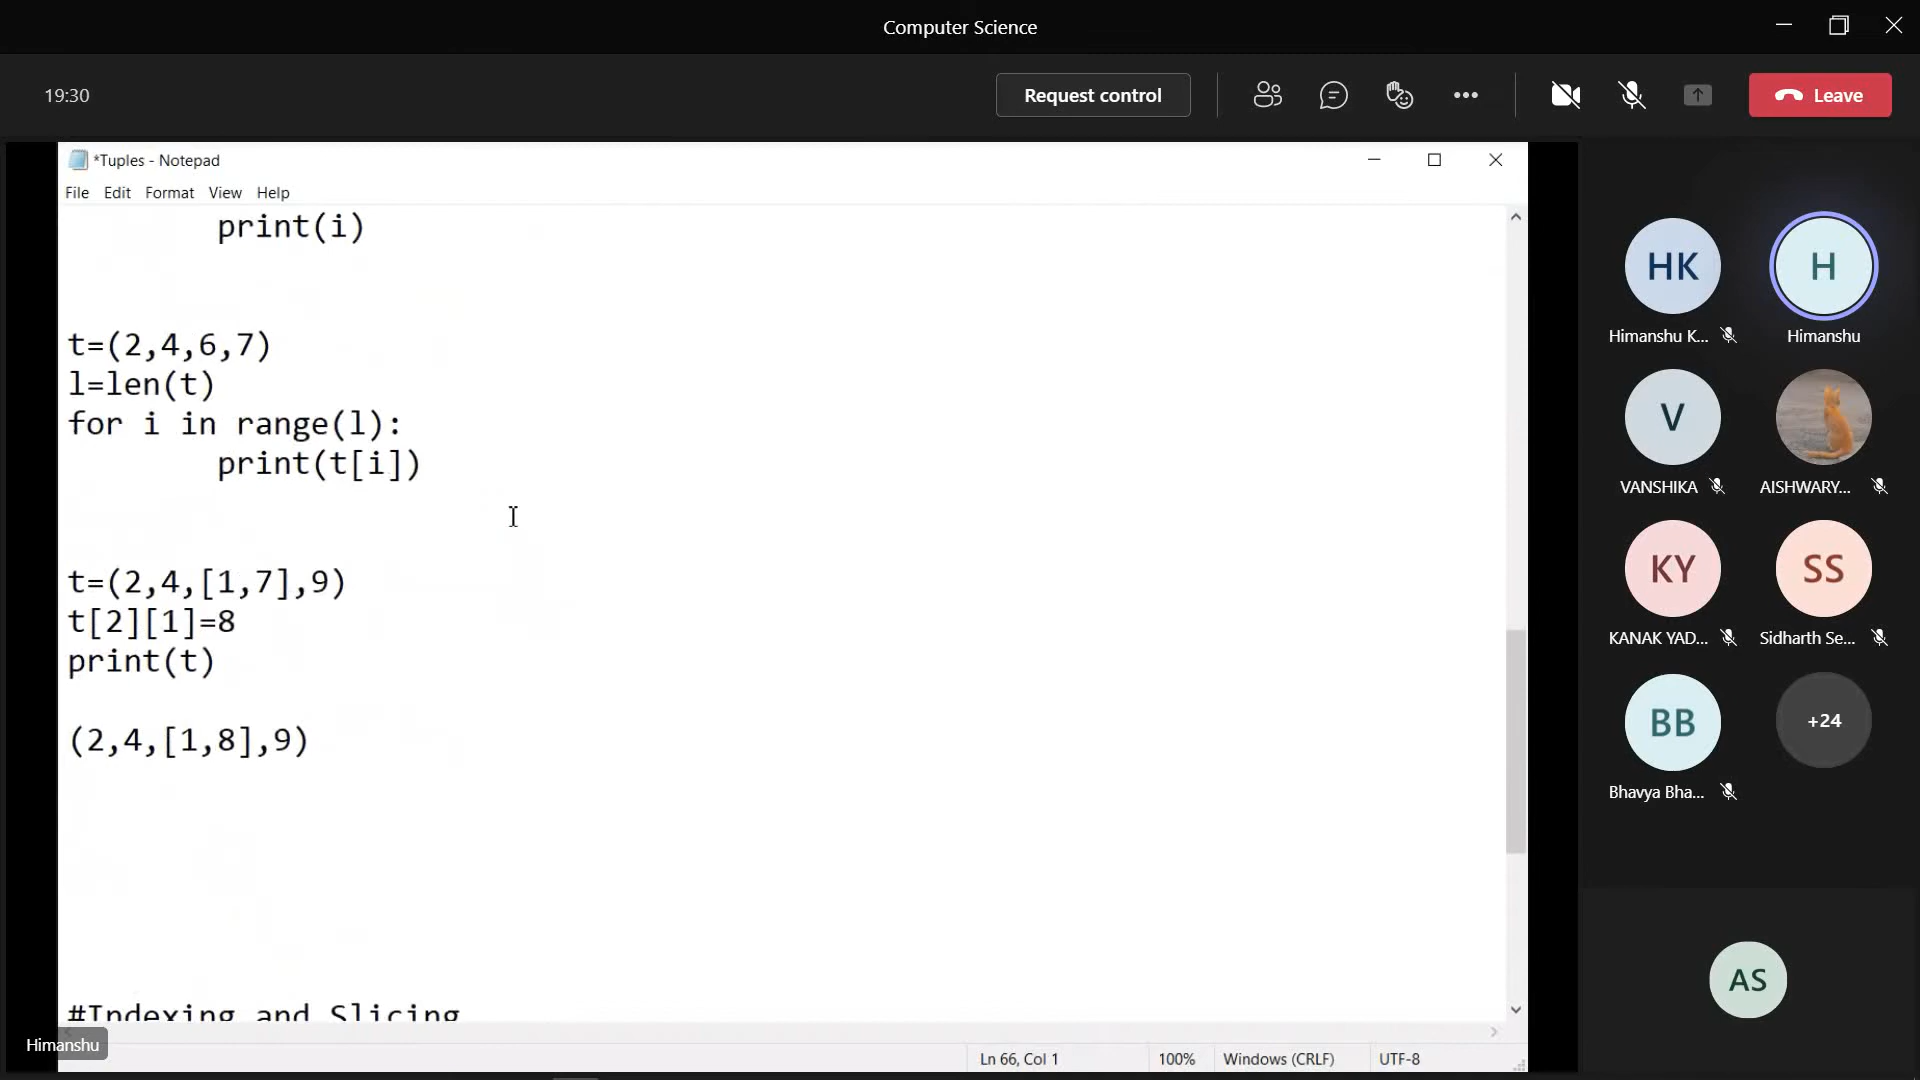 Computer Science
19:30
Request control
Leave
*Tuples - Notepad
File Edit Format View Help
print(i)
t=(2,4,6,7)
l=len(t)
for i in range(l):
print(t[i])
t=(2,4,[1,7],9)
t[2][1]=8
print(t)
(2,4,[1,8],9)
#Indexing and Slicing
Himanshu
Ln 66, Col 1
100%
Windows (CRLF)
UTF-8
HK
H
Himanshu K...
Himanshu
V
VANSHIKA
AISHWARY...
KY
SS
KANAK YAD...
Sidharth Se...
BB
+24
Bhavya Bha...
AS